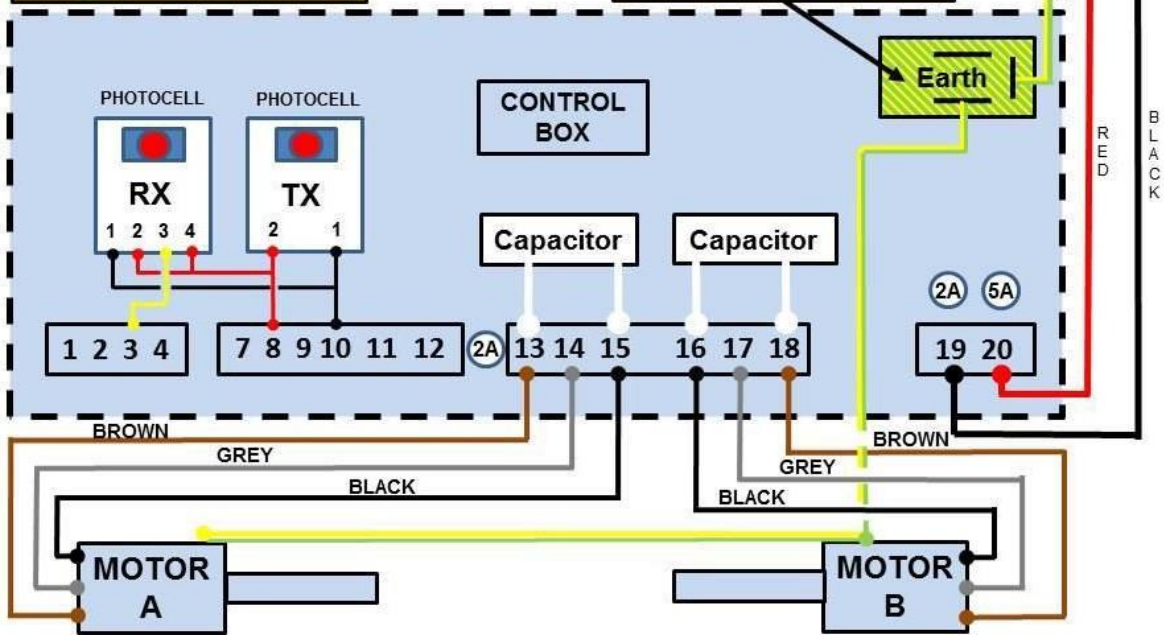 Earth
PHOTOCELL PHOTOCELL
CONTROL
BOX
RED
BLACK
RX TX
1 2 3 4 2 1
Capacitor Capacitor
2A 5A
1 2 3 4 7 8 9 10 11 12 2A 13 14 15 16 17 18 19 20
BROWN BROWN
GREY GREY
BLACK BLACK
MOTOR
A
MOTOR
B